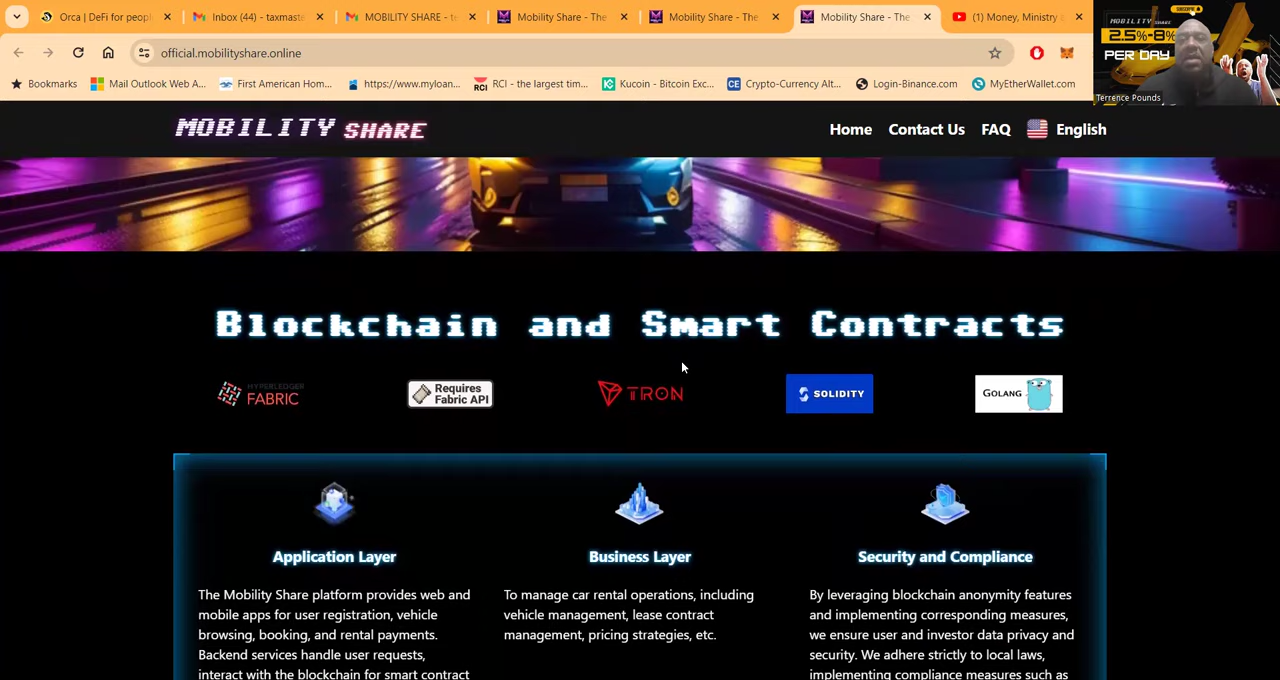 Orca | DeFi for peopl
Inbox (44) - taxmaste
MOBILITY SHARE - te
Mobility Share - The
Mobility Share - The
Mobility Share - The
(1) Money, Ministry
official.mobilityshare.online
Bookmarks
Mail Outlook Web A...
First American Hom...
https://www.myloan...
RCI
RCI - the largest tim...
Kucoin - Bitcoin Exc...
CE
Crypto-Currency Alt...
Login-Binance.com
MyEtherWallet.com
MOBILITY SHARE
2.5%-8%
PER DAY
Terrence Pounds
MOBILITY SHARE
Home
Contact Us
FAQ
English
Blockchain and Smart Contracts
HYPERLEDGER
FABRIC
Requires
Fabric API
TRON
SOLIDITY
GOLANG
Application Layer
The Mobility Share platform provides web and
mobile apps for user registration, vehicle
browsing, booking, and rental payments.
Backend services handle user requests,
interact with the blockchain for smart contract
Business Layer
To manage car rental operations, including
vehicle management, lease contract
management, pricing strategies, etc.
Security and Compliance
By leveraging blockchain anonymity features
and implementing corresponding measures,
we ensure user and investor data privacy and
security. We adhere strictly to local laws,
implementing compliance measures such as